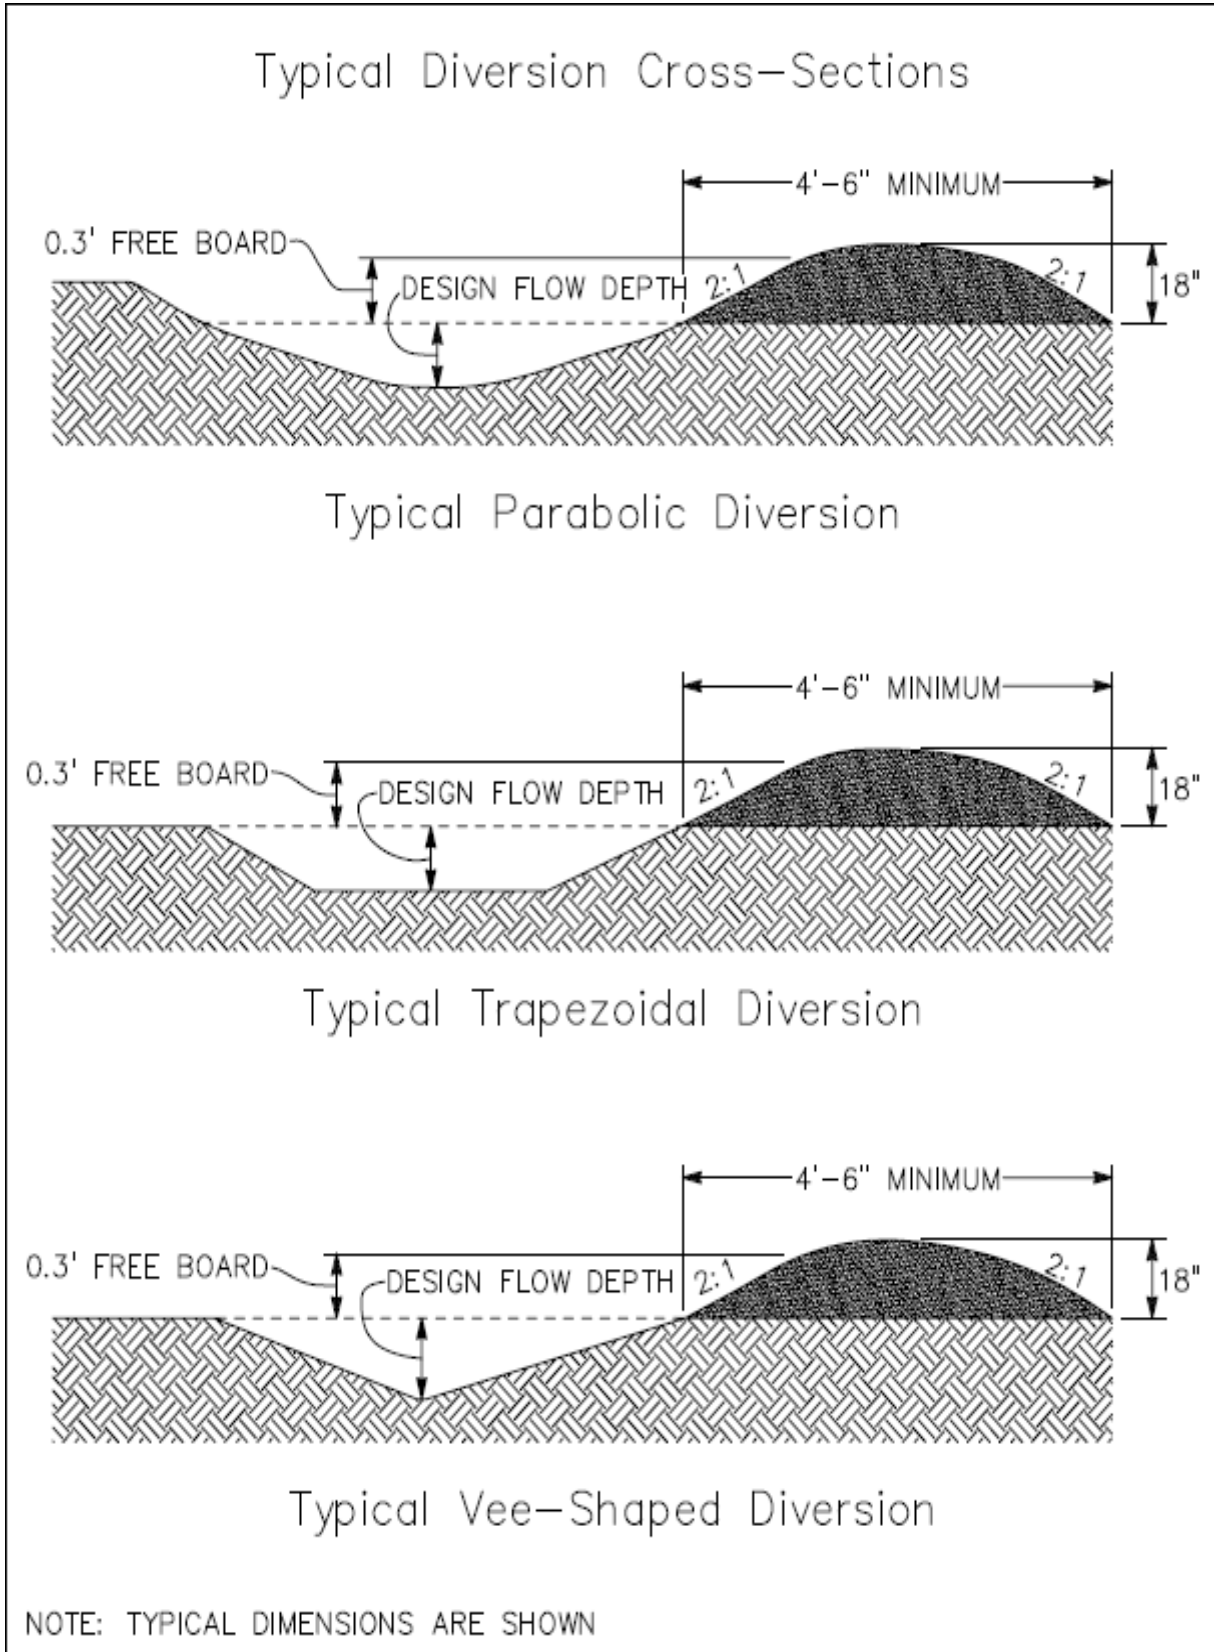 Typical Diversion Cross-Sections
4'-6" MINIMUM
0.3' FREE BOARD
DESIGN FLOW DEPTH
2:1
2:1
18"
Typical Parabolic Diversion
4'-6" MINIMUM
0.3' FREE BOARD
DESIGN FLOW DEPTH
2:1
2:1
18"
Typical Trapezoidal Diversion
4'-6" MINIMUM
0.3' FREE BOARD
DESIGN FLOW DEPTH
2:1
2:1
18"
Typical Vee-Shaped Diversion
NOTE: TYPICAL DIMENSIONS ARE SHOWN